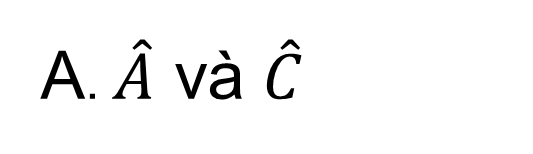 A. Â và Ĉ